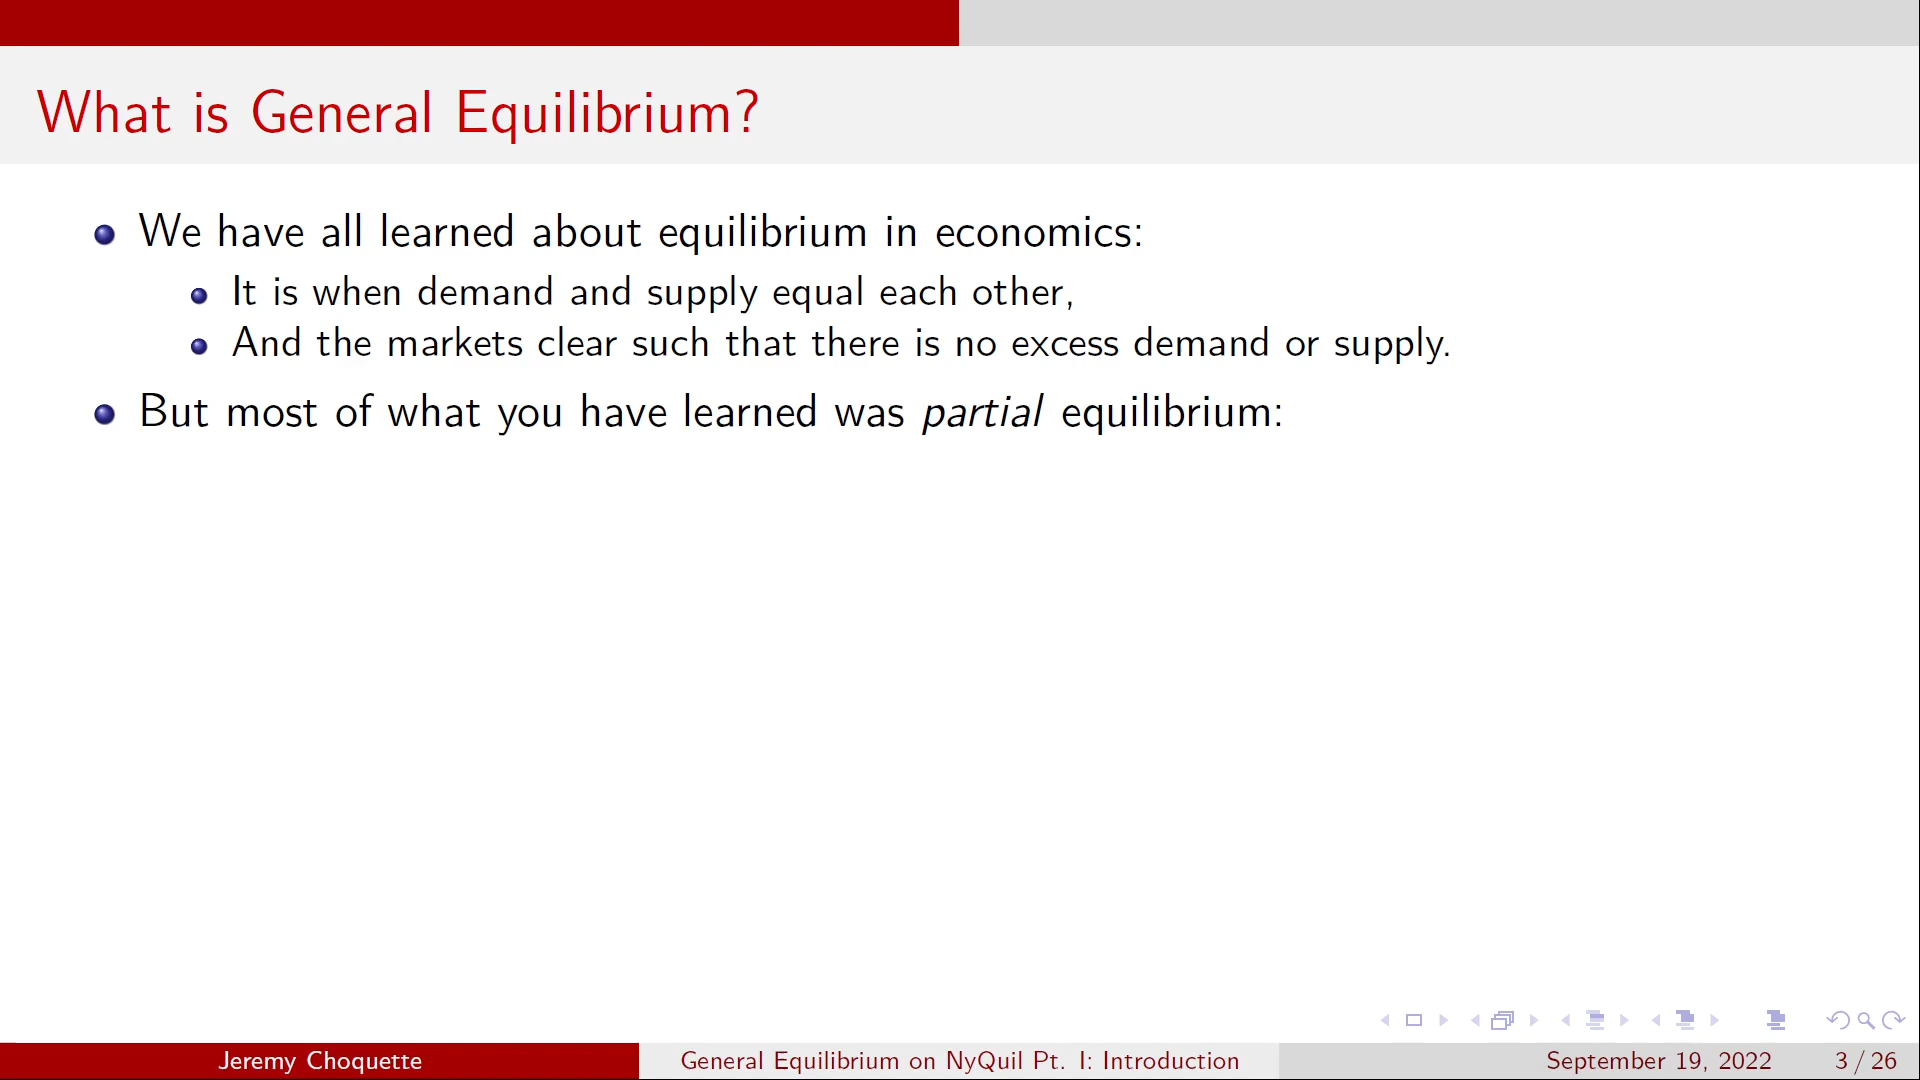 What is General Equilibrium?
We have all learned about equilibrium in economics:
It is when demand and supply equal each other,
And the markets clear such that there is no excess demand or supply.
But most of what you have learned was partial equilibrium:
Jeremy Choquette
General Equilibrium on NyQuil Pt. I: Introduction
September 19, 2022
3 / 26